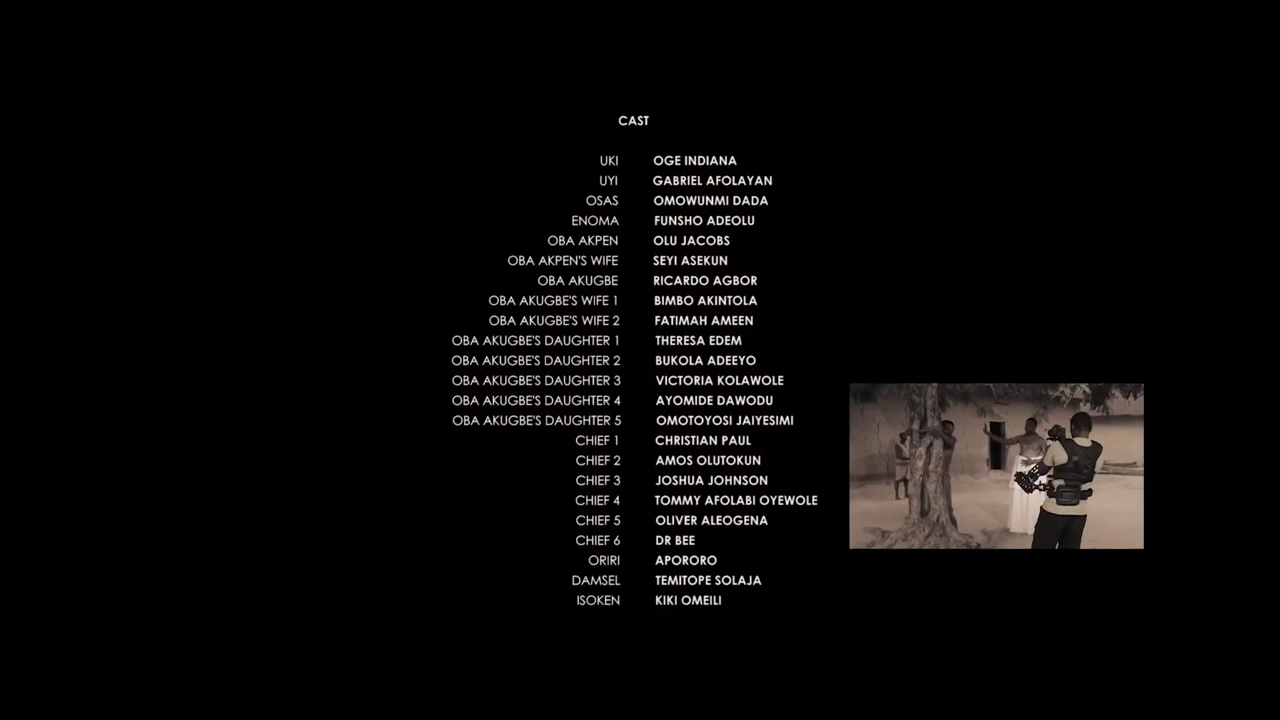 CAST
UKI OGE INDIANA
UYI GABRIEL AFOLAYAN
OSAS OMOWUNMI DADA
ENOMA FUNSHO ADEOLU
OBA AKPEN OLU JACOBS
OBA AKPEN'S WIFE SEYI ASEKUN
OBA AKUGBE RICARDO AGBOR
OBA AKUGBE'S WIFE 1 BIMBO AKINTOLA
OBA AKUGBE'S WIFE 2 FATIMAH AMEEN
OBA AKUGBE'S DAUGHTER 1 THERESA EDEM
OBA AKUGBE'S DAUGHTER 2 BUKOLA ADEEYO
OBA AKUGBE'S DAUGHTER 3 VICTORIA KOLAWOLE
OBA AKUGBE'S DAUGHTER 4 AYOMIDE DAWODU
OBA AKUGBE'S DAUGHTER 5 OMOTOYOSI JAIYESIMI
CHIEF 1 CHRISTIAN PAUL
CHIEF 2 AMOS OLUTOKUN
CHIEF 3 JOSHUA JOHNSON
CHIEF 4 TOMMY AFOLABI OYEWOLE
CHIEF 5 OLIVER ALEOGENA
CHIEF 6 DR BEE
ORIRI APORORO
DAMSEL TEMITOPE SOLAJA
ISOKEN KIKI OMEILI